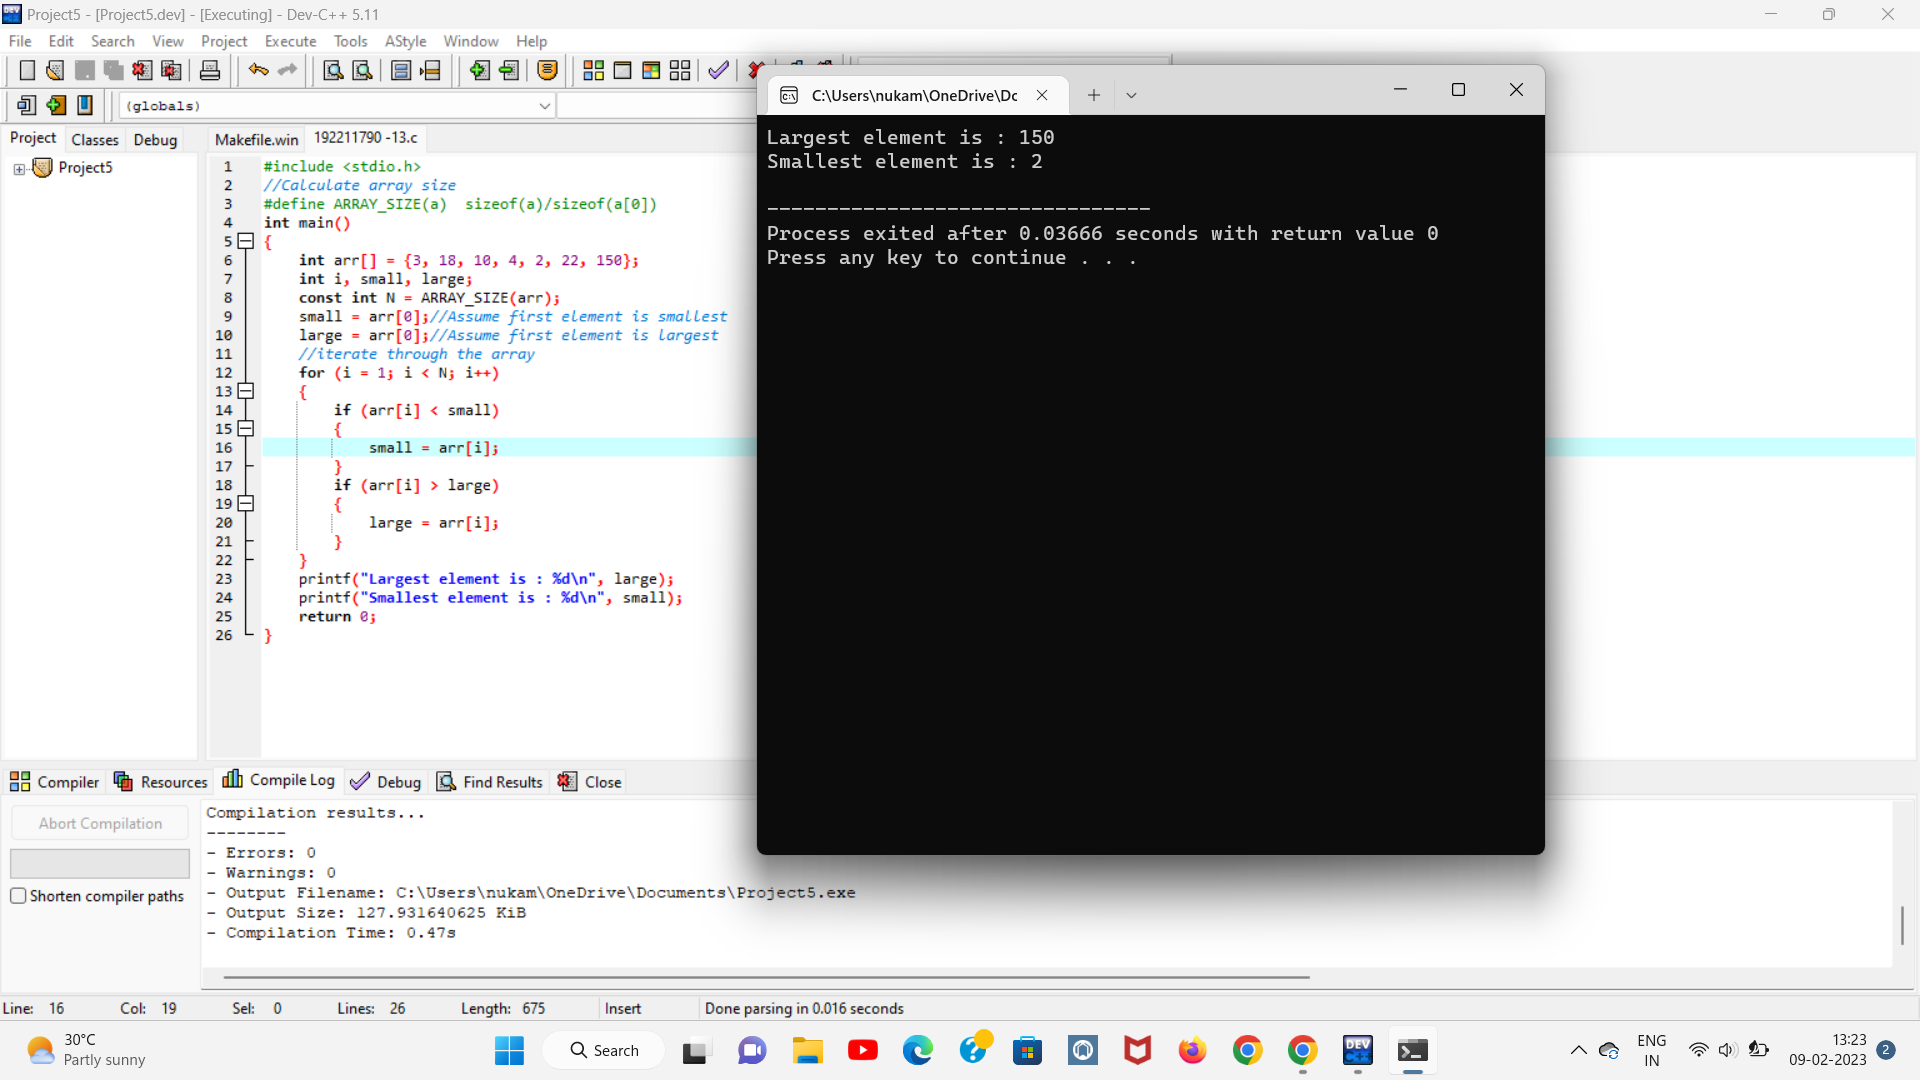 Project5 - [Project5.dev] - [Executing] - Dev-C++ 5.11
File Edit Search View Project Execute Tools AStyle Window Help
(globals)
Project Classes Debug
Project5
Makefile.win 192211790 -13.c
1 #include <stdio.h>
2 //Calculate array size
3 #define ARRAY_SIZE(a)  sizeof(a)/sizeof(a[0])
4 int main()
5 {
6     int arr[] = {3, 18, 10, 4, 2, 22, 150};
7     int i, small, large;
8     const int N = ARRAY_SIZE(arr);
9     small = arr[0];//Assume first element is smallest
10     large = arr[0];//Assume first element is largest
11     //iterate through the array
12     for (i = 1; i < N; i++)
13     {
14         if (arr[i] < small)
15         {
16             small = arr[i];
17         }
18         if (arr[i] > large)
19         {
20             large = arr[i];
21         }
22     }
23     printf("Largest element is : %d\n", large);
24     printf("Smallest element is : %d\n", small);
25     return 0;
26 }
C:\Users\nukam\OneDrive\Dc
Largest element is : 150
Smallest element is : 2
--------------------------------
Process exited after 0.03666 seconds with return value 0
Press any key to continue . . .
Compiler Resources Compile Log Debug Find Results Close
Abort Compilation
Shorten compiler paths
Compilation results...
--------
- Errors: 0
- Warnings: 0
- Output Filename: C:\Users\nukam\OneDrive\Documents\Project5.exe
- Output Size: 127.931640625 KiB
- Compilation Time: 0.47s
Line: 16 Col: 19 Sel: 0 Lines: 26 Length: 675 Insert Done parsing in 0.016 seconds
30°C
Partly sunny
Search
DEV
C++
ENG
IN
13:23
09-02-2023
2